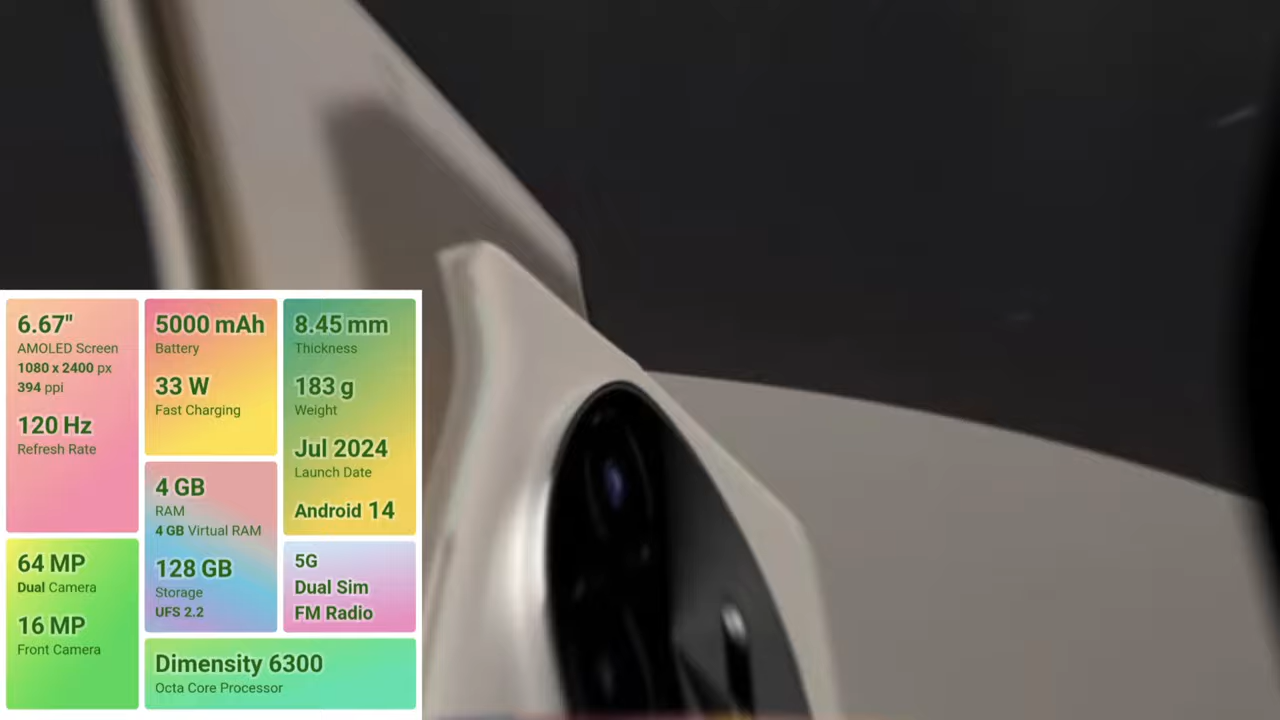 6.67"
AMOLED Screen
1080 x 2400 px
394 ppi
120 Hz
Refresh Rate
5000 mAh
Battery
33 W
Fast Charging
8.45 mm
Thickness
183 g
Weight
Jul 2024
Launch Date
Android 14
4 GB
RAM
4 GB Virtual RAM
128 GB
Storage
UFS 2.2
64 MP
Dual Camera
16 MP
Front Camera
5G
Dual Sim
FM Radio
Dimensity 6300
Octa Core Processor